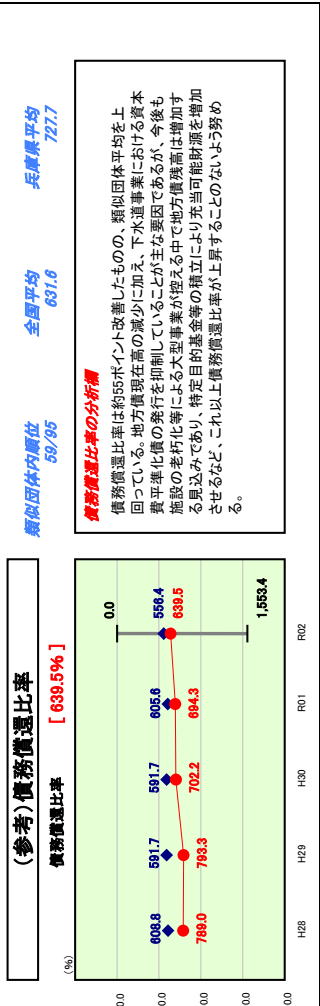 (参考)債務償還比率
債務償還比率 [ 639.5% ]
(%)
0.0
0.0
0.0
0.0
0.0
608.8
591.7
591.7
605.6
556.4
789.0
793.3
702.2
694.3
639.5
0.0
1,553.4
H28
H29
H30
R01
R02
類似団体内順位
59/95
全国平均
631.6
兵庫県平均
727.7
債務償還比率の分析欄
債務償還比率は約55ポイント改善したものの、類似団体平均を上
回っている。地方債現在高の減少に加え、下水道事業における資本
費平準化債の発行を抑制していることが主な要因であるが、今後も
施設の老朽化等による大型事業が控える中で地方債残高は増加す
る見込みであり、特定目的基金等の積立により充当可能財源を増加
させるなど、これ以上債務償還比率が上昇することのないよう努め
る。